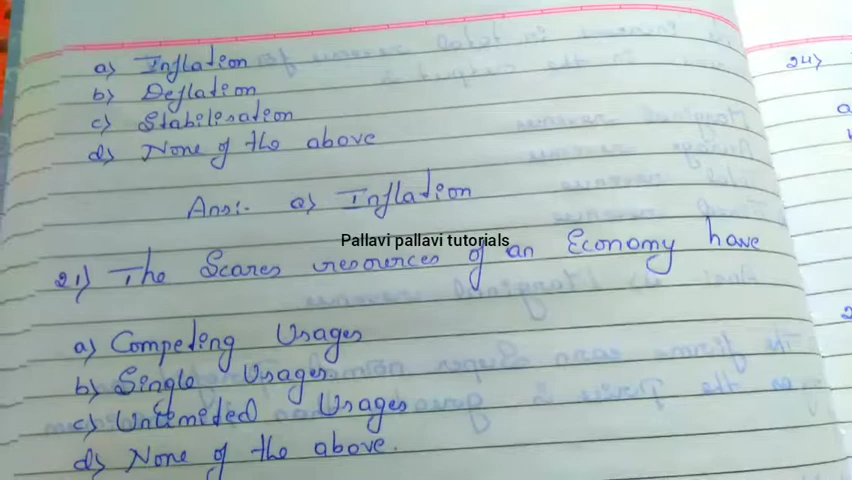 a) Inflation
b) Deflation
c) Stabilisation
d) None of the above
Ans:- a) Inflation
Pallavi pallavi tutorials
21) The Scares resources of an Economy have
a) Competing Usages
b) Single Usages
c) Unlimited Usages
d) None of the above.
24)
a